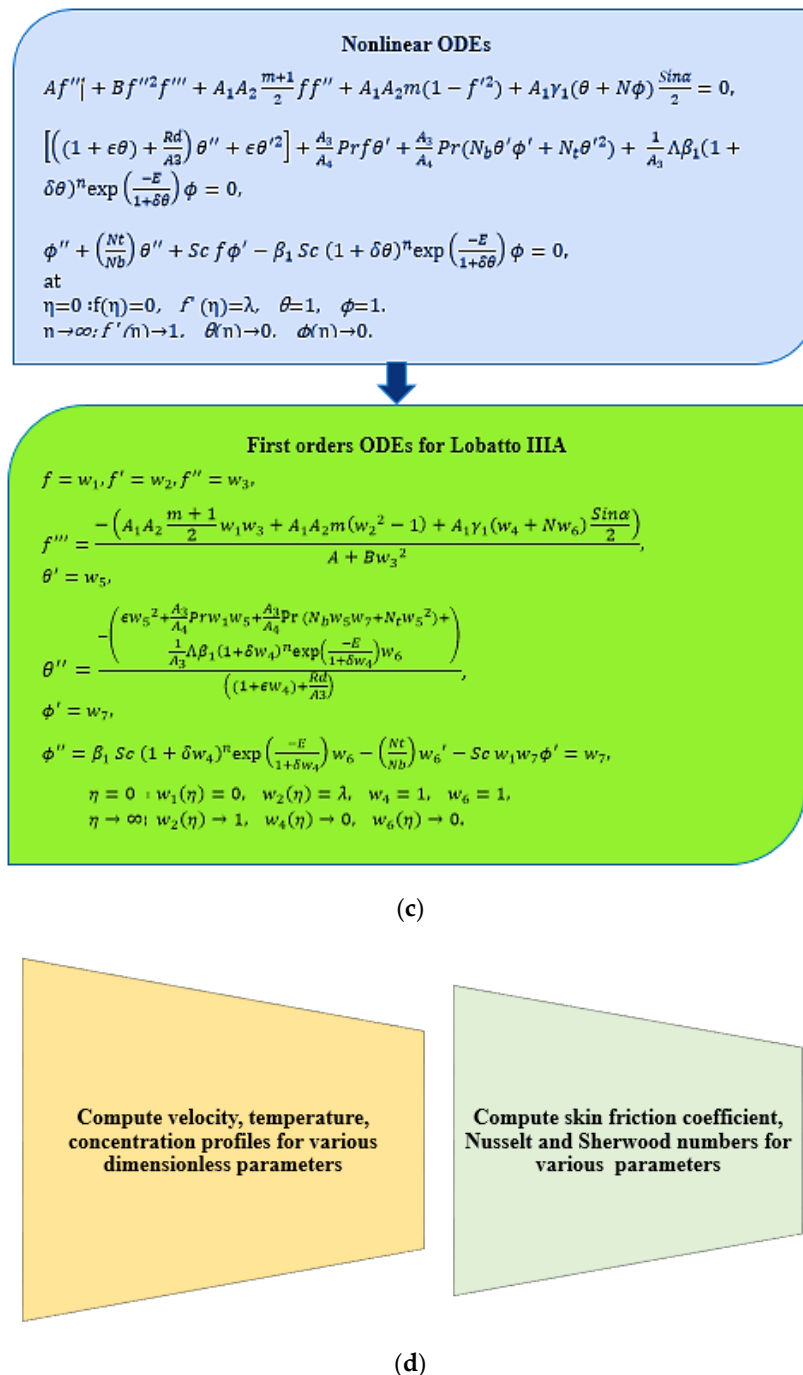 Nonlinear ODEs
Af''' + Bf''²f''' + A₁A₂ (m+1)/2 ff'' + A₁A₂m(1 − f'²) + A₁γ₁(θ + Nϕ) Sinα/2 = 0,
[((1 + ϵθ) + Rd/A3) θ'' + ϵθ'²] + A₃/A₄ Prfθ' + A₃/A₄ Pr(N_bθ'ϕ' + N_tθ'²) + 1/A₃ Λβ₁(1 +
δθ)ⁿexp(−E/(1+δθ)) ϕ = 0,
ϕ'' + (Nt/Nb) θ'' + Sc fϕ' − β₁ Sc (1 + δθ)ⁿexp(−E/(1+δθ)) ϕ = 0,
at
η=0 :f(η)=0, f' (η)=λ, θ=1, ϕ=1.
η→∞: f'(η)→1, θ(η)→0, ϕ(η)→0.
First orders ODEs for Lobatto IIIA
f = w₁, f' = w₂, f'' = w₃,
f''' = −(A₁A₂ (m + 1)/2 w₁w₃ + A₁A₂m(w₂² − 1) + A₁γ₁(w₄ + Nw₆) Sinα/2) / (A + Bw₃²),
θ' = w₅,
θ'' = −(ϵw₅² + A₃/A₄ Prw₁w₅ + A₃/A₄ Pr (N_bw₅w₇+N_tw₅²)+ 1/A₃ Λβ₁(1+δw₄)ⁿexp(−E/(1+δw₄))w₆) / ((1+ϵw₄)+Rd/A3),
ϕ' = w₇,
ϕ'' = β₁ Sc (1 + δw₄)ⁿexp(−E/(1+δw₄)) w₆ − (Nt/Nb) w₆' − Sc w₁w₇ϕ' = w₇,
η = 0 : w₁(η) = 0, w₂(η) = λ, w₄ = 1, w₆ = 1,
η → ∞: w₂(η) → 1, w₄(η) → 0, w₆(η) → 0.
(c)
Compute velocity, temperature,
concentration profiles for various
dimensionless parameters
Compute skin friction coefficient,
Nusselt and Sherwood numbers for
various parameters
(d)